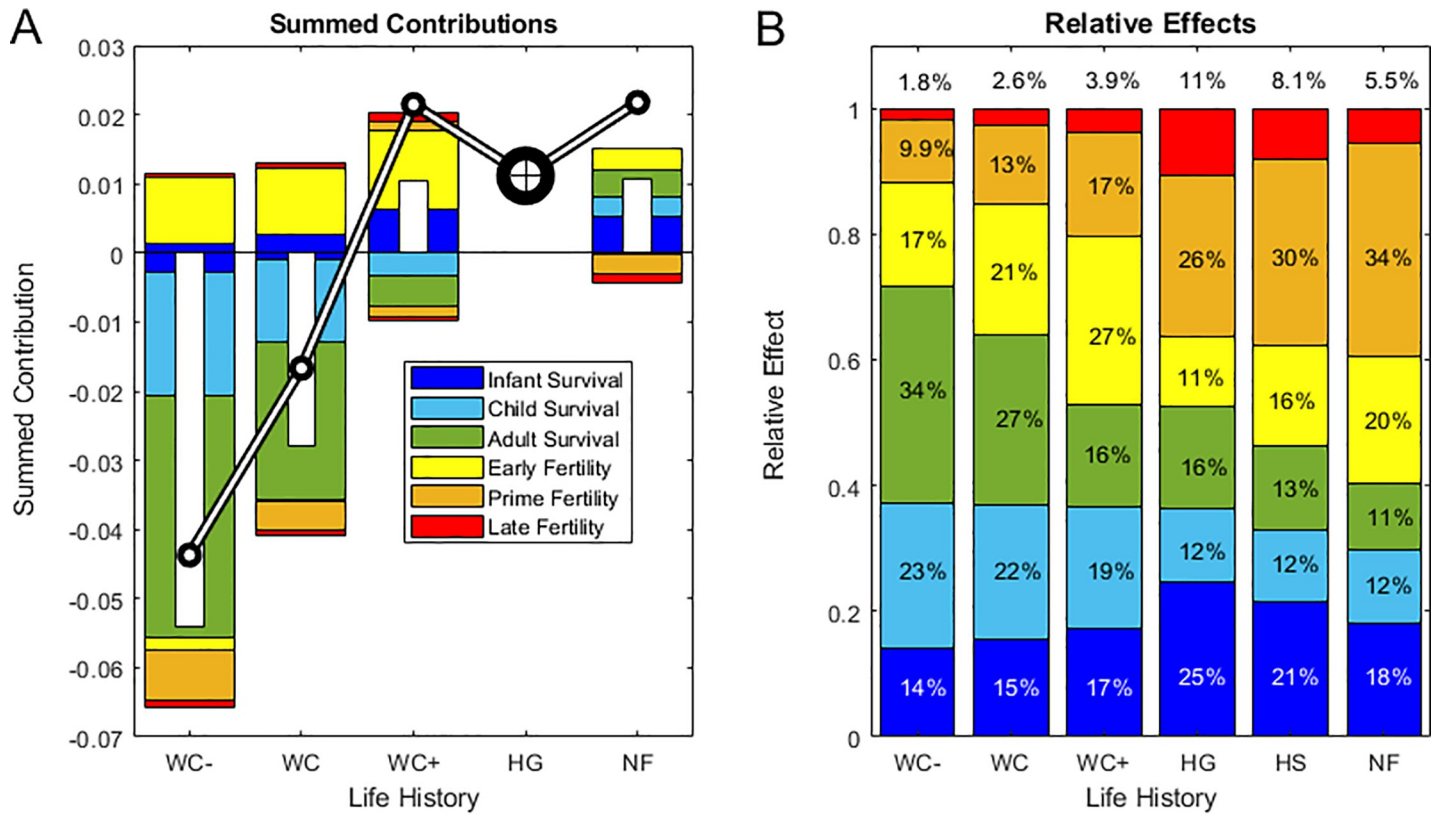 A
Summed Contributions
0.03
0.02
0.01
0
-0.01
-0.02
-0.03
-0.04
-0.05
-0.06
-0.07
Summed Contribution
Infant Survival
Child Survival
Adult Survival
Early Fertility
Prime Fertility
Late Fertility
WC- WC WC+ HG NF
Life History
B
Relative Effects
1.8% 2.6% 3.9% 11% 8.1% 5.5%
1
0.8
0.6
0.4
0.2
0
Relative Effect
9.9% 13% 17% 26% 30% 34%
17% 21% 27% 11% 16% 20%
34% 27% 16% 16% 13% 11%
23% 22% 19% 12% 12% 12%
14% 15% 17% 25% 21% 18%
WC- WC WC+ HG HS NF
Life History